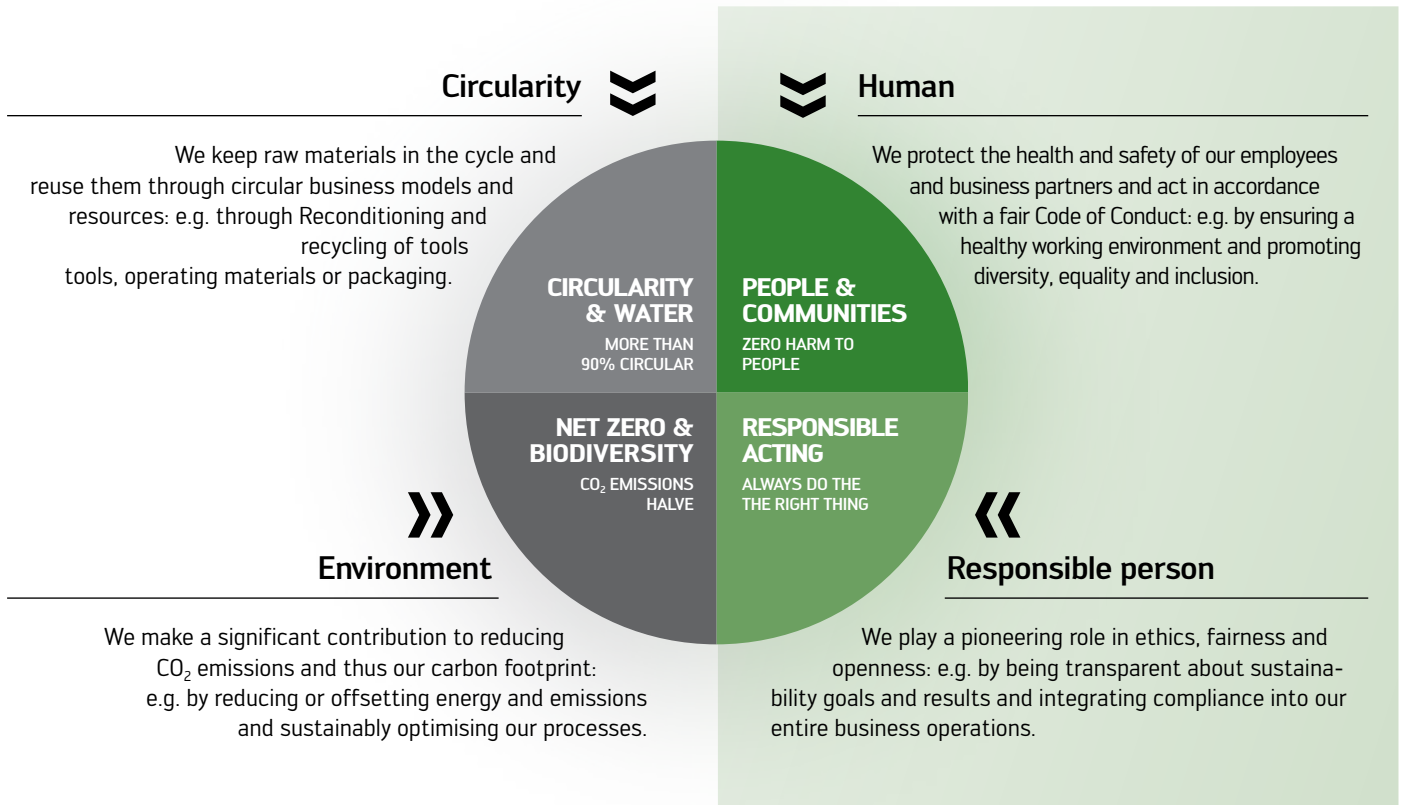 Circularity
We keep raw materials in the cycle and
reuse them through circular business models and
resources: e.g. through Reconditioning and
recycling of tools
tools, operating materials or packaging.
Human
We protect the health and safety of our employees
and business partners and act in accordance
with a fair Code of Conduct: e.g. by ensuring a
healthy working environment and promoting
diversity, equality and inclusion.
CIRCULARITY
& WATER
MORE THAN
90% CIRCULAR
PEOPLE &
COMMUNITIES
ZERO HARM TO
PEOPLE
NET ZERO &
BIODIVERSITY
CO₂ EMISSIONS
HALVE
RESPONSIBLE
ACTING
ALWAYS DO THE
THE RIGHT THING
Environment
We make a significant contribution to reducing
CO₂ emissions and thus our carbon footprint:
e.g. by reducing or offsetting energy and emissions
and sustainably optimising our processes.
Responsible person
We play a pioneering role in ethics, fairness and
openness: e.g. by being transparent about sustaina-
bility goals and results and integrating compliance into our
entire business operations.